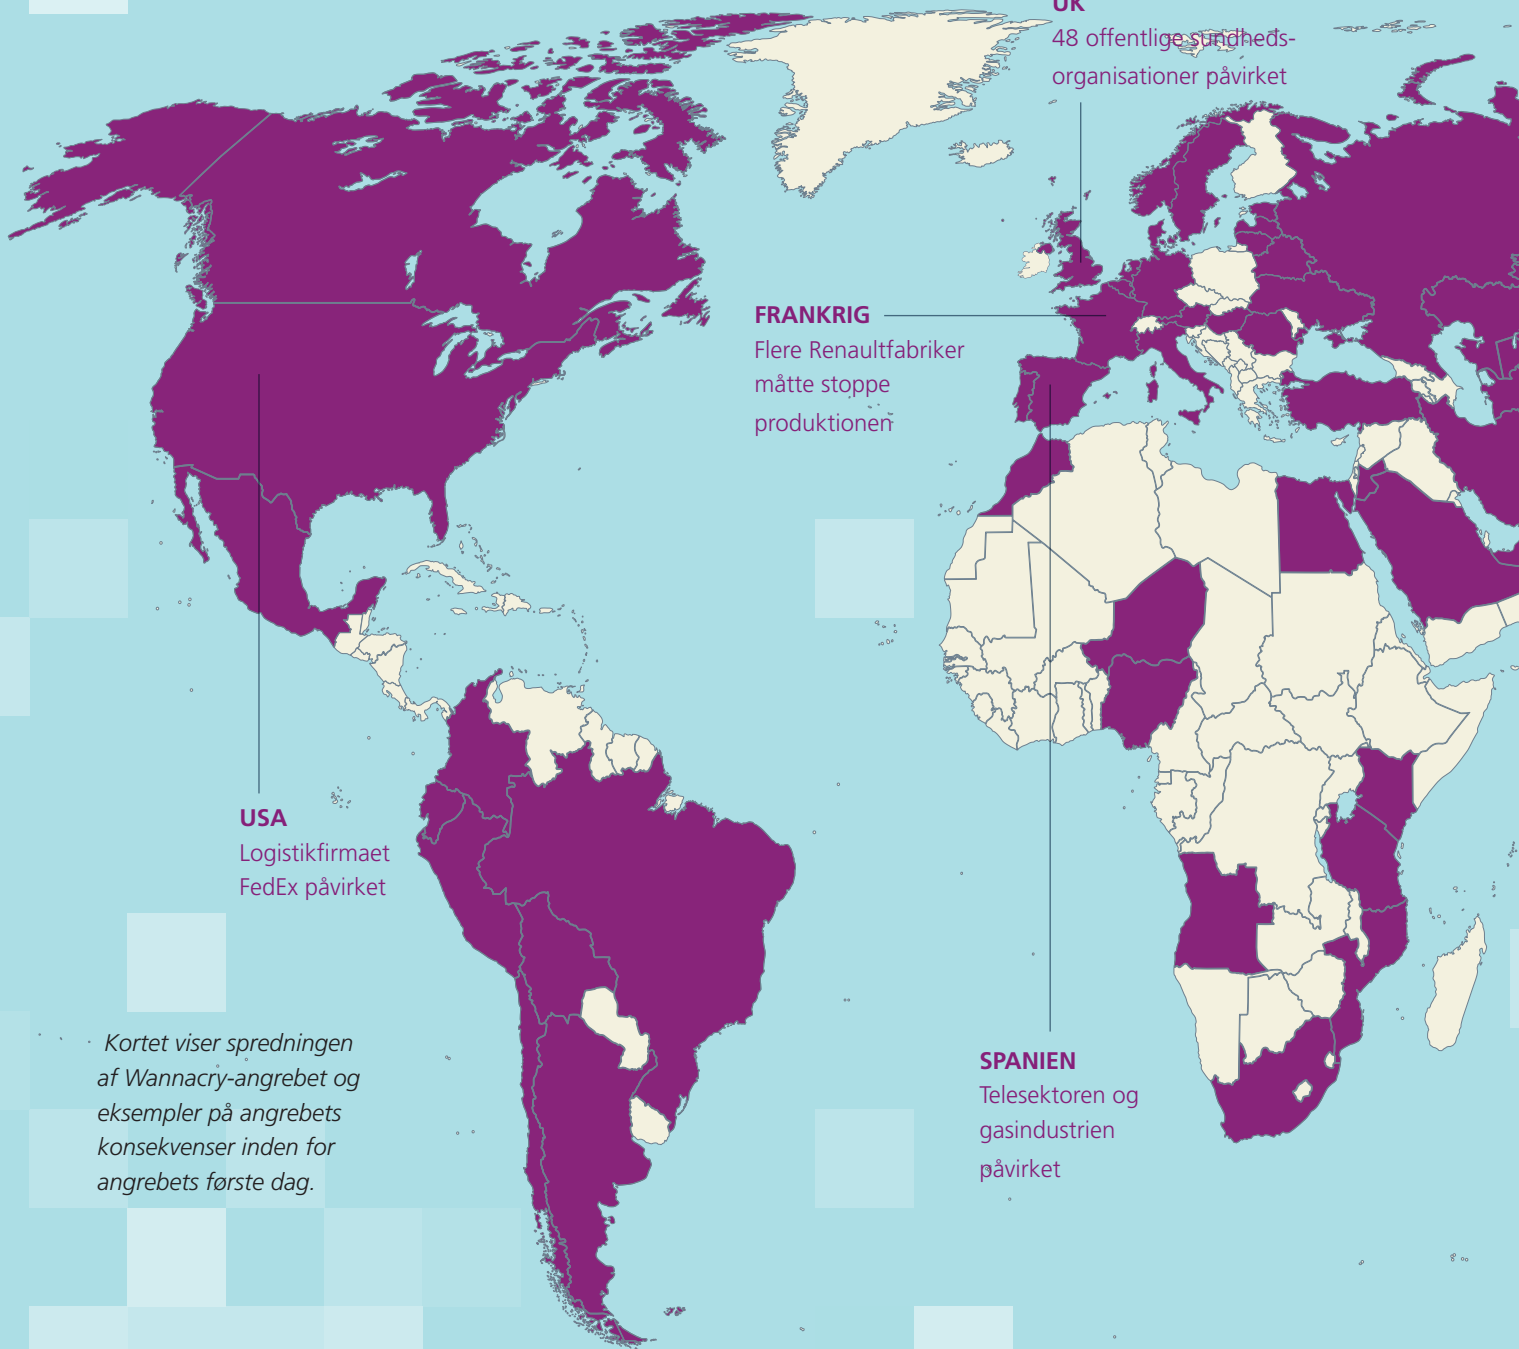 UK
48 offentlige sundheds-
organisationer påvirket
FRANKRIG
Flere Renaultfabriker
måtte stoppe
produktionen
USA
Logistikfirmaet
FedEx påvirket
Kortet viser spredningen
af Wannacry-angrebet og
eksempler på angrebets
konsekvenser inden for
angrebets første dag.
SPANIEN
Telesektoren og
gasindustrien
påvirket